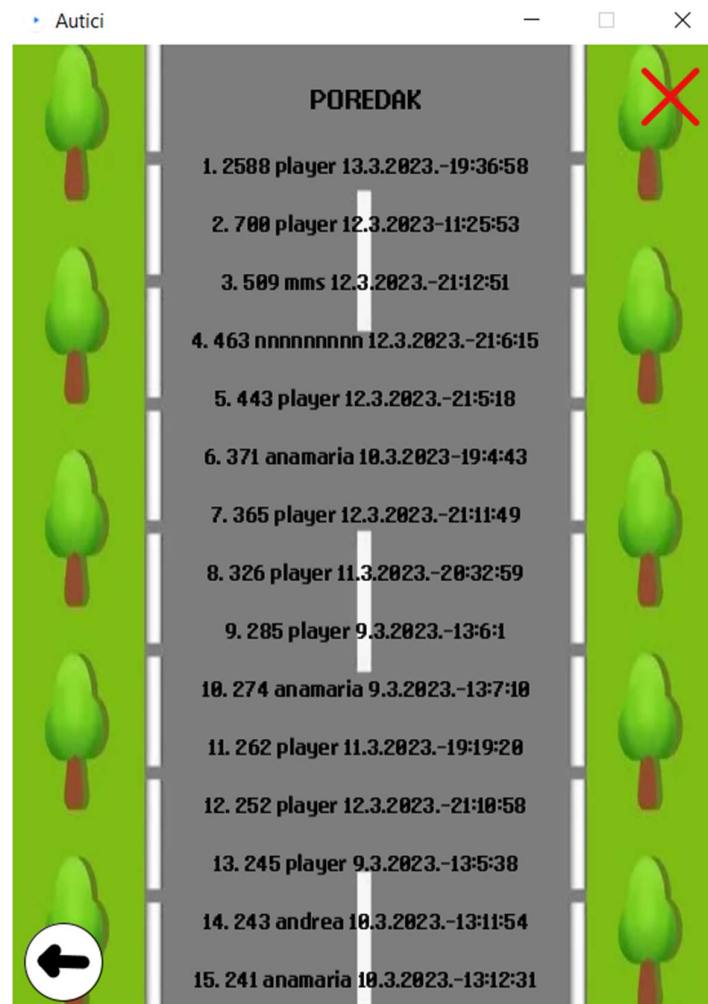 Autici
POREDAK
1. 2588 player 13.3.2023.-19:36:58
2. 700 player 12.3.2023-11:25:53
3. 509 mms 12.3.2023.-21:12:51
4. 463 nnnnnnnnn 12.3.2023.-21:6:15
5. 443 player 12.3.2023.-21:5:18
6. 371 anamaria 10.3.2023-19:4:43
7. 365 player 12.3.2023.-21:11:49
8. 326 player 11.3.2023.-20:32:59
9. 285 player 9.3.2023.-13:6:1
10. 274 anamaria 9.3.2023.-13:7:10
11. 262 player 11.3.2023.-19:19:20
12. 252 player 12.3.2023.-21:10:58
13. 245 player 9.3.2023.-13:5:38
14. 243 andrea 10.3.2023.-13:11:54
15. 241 anamaria 10.3.2023.-13:12:31